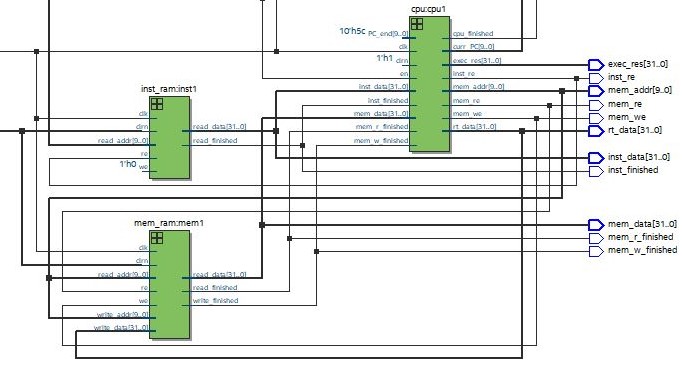 cpu:cpu1
10'h5c PC_end[9..0]
clk
1'h1 clrn
en
inst_data[31..0]
inst_finished
mem_data[31..0]
mem_r_finished
mem_w_finished
cpu_finished
curr_PC[9..0]
exec_res[31..0]
inst_re
mem_addr[9..0]
mem_re
mem_we
rt_data[31..0]
exec_res[31..0]
inst_re
mem_addr[9..0]
mem_re
mem_we
rt_data[31..0]
inst_data[31..0]
inst_finished
mem_data[31..0]
mem_r_finished
mem_w_finished
inst_ram:inst1
clk
clrn
read_addr[9..0]
re
1'h0 we
read_data[31..0]
read_finished
mem_ram:mem1
clk
clrn
read_addr[9..0]
re
we
write_addr[9..0]
write_data[31..0]
read_data[31..0]
read_finished
write_finished